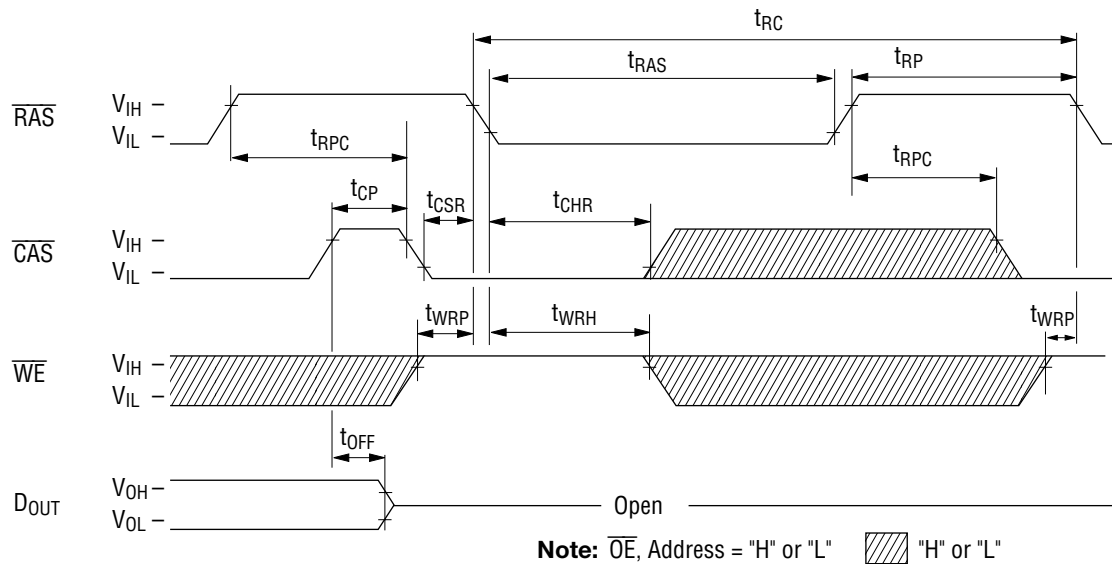 tRC
tRAS
tRP
RAS
VIH
VIL
tRPC
tRPC
tCP
tCSR
tCHR
CAS
VIH
VIL
tWRP
tWRH
tWRP
WE
VIH
VIL
tOFF
DOUT
VOH
VOL
Open
Note: OE, Address = "H" or "L" "H" or "L"